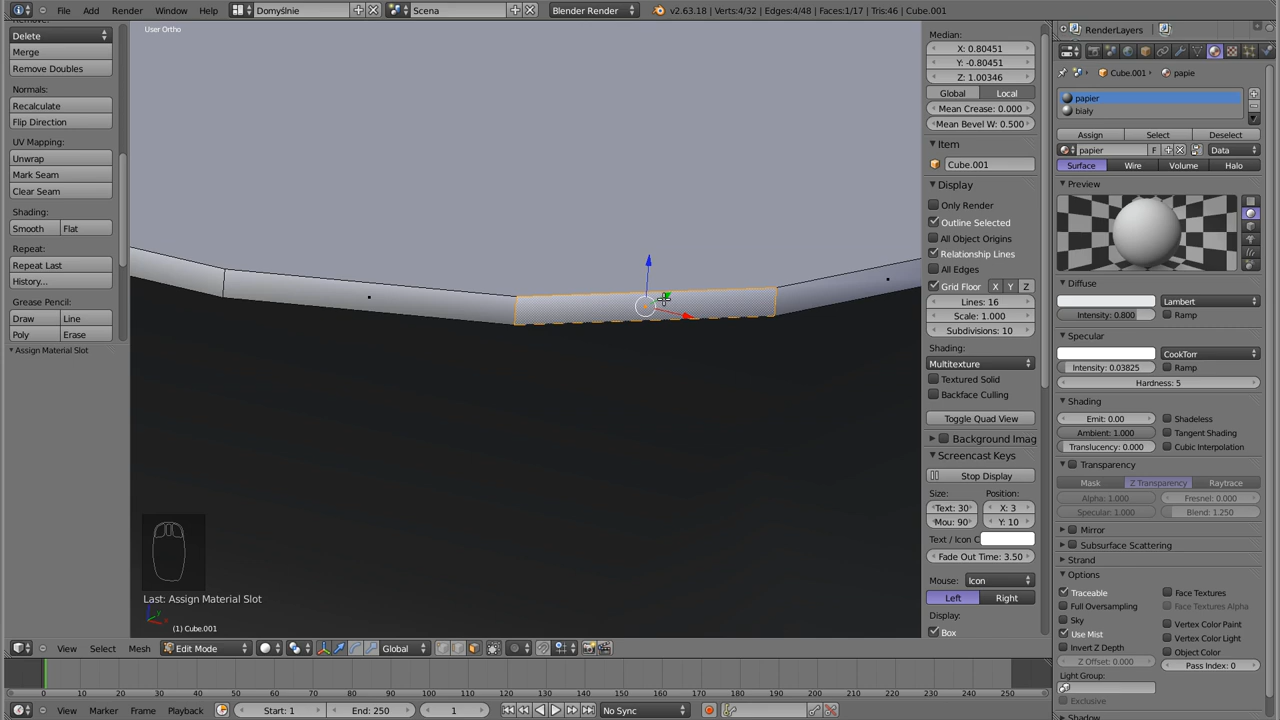 File Add Render Window Help Domyślnie Scena Blender Render v2.63.18 | Verts:4/32 | Edges:4/48 | Faces:1/17 | Tris:46 | Cube.001
Delete
Merge
Remove Doubles
Normals:
Recalculate
Flip Direction
UV Mapping:
Unwrap
Mark Seam
Clear Seam
Shading:
Smooth Flat
Repeat:
Repeat Last
History...
Grease Pencil:
Draw Line
Poly Erase
Assign Material Slot
User Ortho
Last: Assign Material Slot
(1) Cube.001
Median:
X: 0.80451
Y: -0.80451
Z: 1.00346
Global Local
Mean Crease: 0.000
Mean Bevel W: 0.500
Item
Cube.001
Display
Only Render
Outline Selected
All Object Origins
Relationship Lines
All Edges
Grid Floor X Y Z
Lines: 16
Scale: 1.000
Subdivisions: 10
Shading:
Multitexture
Textured Solid
Backface Culling
Toggle Quad View
Background Imag
Screencast Keys
Stop Display
Size: Position:
Text: 30 X: 3
Mou: 90 Y: 10
Text / Icon C
Fade Out Time: 3.50
Mouse: Icon
Left Right
Display:
Box
RenderLayers
Cube.001 papie
papier
biały
Assign Select Deselect
papier F Data
Surface Wire Volume Halo
Preview
Diffuse
Lambert
Intensity: 0.800 Ramp
Specular
CookTorr
Intensity: 0.03825 Ramp
Hardness: 5
Shading
Emit: 0.00 Shadeless
Ambient: 1.000 Tangent Shading
Translucency: 0.000 Cubic Interpolation
Transparency
Mask Z Transparency Raytrace
Alpha: 1.000 Fresnel: 0.000
Specular: 1.000 Blend: 1.250
Mirror
Subsurface Scattering
Strand
Options
Traceable Face Textures
Full Oversampling Face Textures Alpha
Sky Vertex Color Paint
Use Mist Vertex Color Light
Invert Z Depth Object Color
Z Offset: 0.000 Pass Index: 0
Light Group:
Exclusive
View Select Mesh Edit Mode Global
0 10 20 30 40 50 60 70 80 90 100 110 120 130 140 150 160 170 180 190 200 210 220 230 240 250
View Marker Frame Playback Start: 1 End: 250 1 No Sync